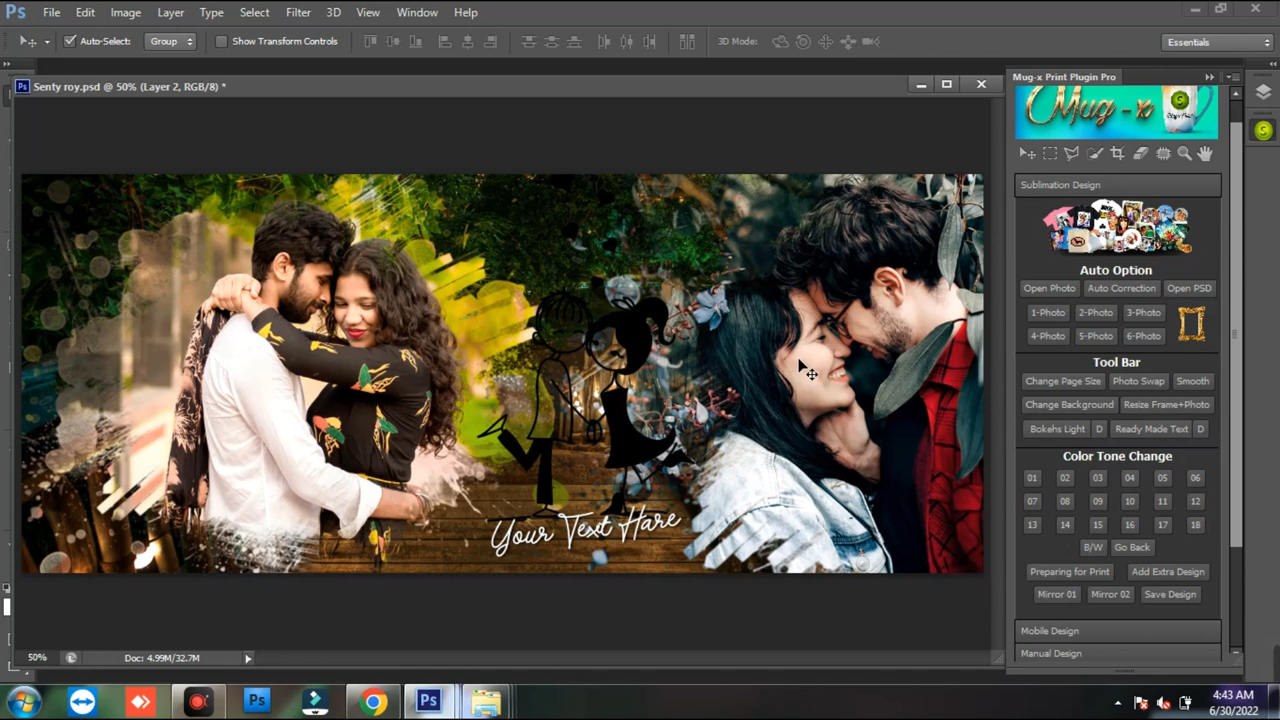 Ps File Edit Image Layer Type Select Filter 3D View Window Help
Auto-Select: Group Show Transform Controls 3D Mode: Essentials
Ps Senty roy.psd @ 50% (Layer 2, RGB/8) *
Mug-x Print Plugin Pro
Mug-x
Sublimation Design
Auto Option
Open Photo Auto Correction Open PSD
1-Photo 2-Photo 3-Photo
4-Photo 5-Photo 6-Photo
Tool Bar
Change Page Size Photo Swap Smooth
Change Background Resize Frame+Photo
Bokehs Light D Ready Made Text D
Color Tone Change
01 02 03 04 05 06
07 08 09 10 11 12
13 14 15 16 17 18
B/W Go Back
Preparing for Print Add Extra Design
Mirror 01 Mirror 02 Save Design
Mobile Design
Manual Design
Your Text Hare
50% Doc: 4.99M/32.7M
Ps Ps
4:43 AM
6/30/2022